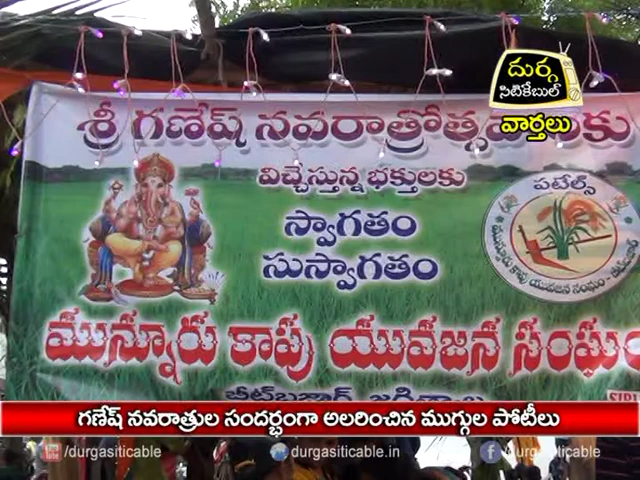 దుర్గ
సిటికేబుల్
వార్తలు
శ్రీ గణేష్ నవరాత్రోత్సవాలకు
విచ్చేస్తున్న భక్తులకు
స్వాగతం
సుస్వాగతం
పటేల్స్
మున్నూరు కాపు యువజన సంఘం
గణేష్ నవరాత్రుల సందర్భంగా అలరించిన ముగ్గుల పోటీలు
/durgasiticable
/durgasiticable
/durgasiticable.in
/durgasiticable